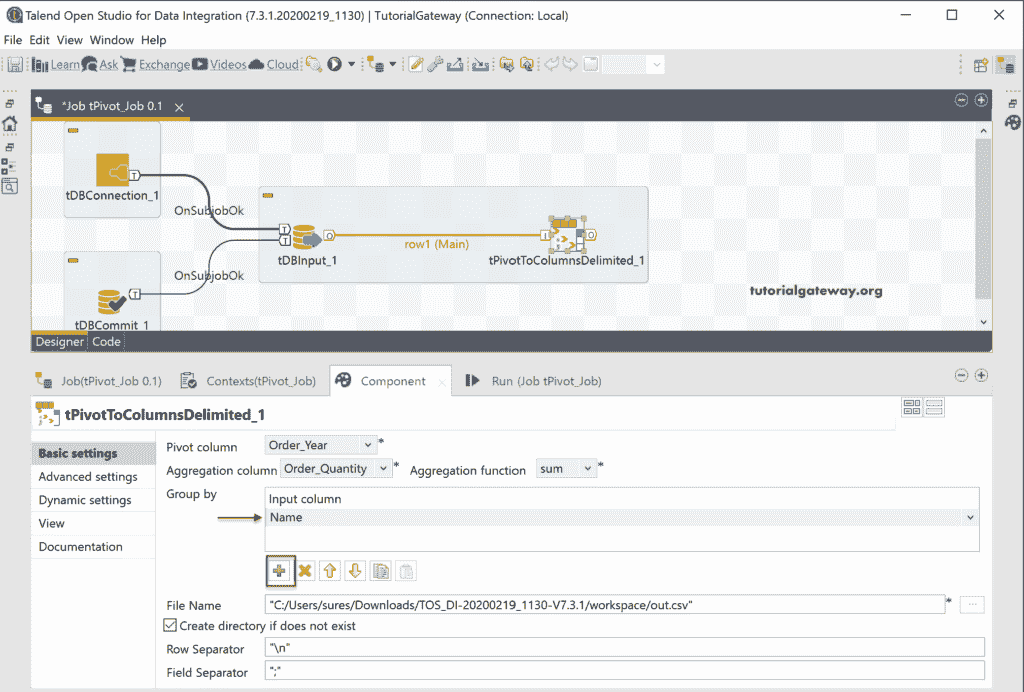 Talend Open Studio for Data Integration (7.3.1.20200219_1130) | TutorialGateway (Connection: Local)
File Edit View Window Help
Learn Ask Exchange Videos Cloud
*Job tPivot_Job 0.1
T
tDBConnection_1
OnSubjobOk
T
T
O
row1 (Main)
I
O
tDBInput_1
tPivotToColumnsDelimited_1
OnSubjobOk
T
tDBCommit_1
tutorialgateway.org
Designer Code
Job(tPivot_Job 0.1) Contexts(tPivot_Job) Component Run (Job tPivot_Job)
tPivotToColumnsDelimited_1
Basic settings
Advanced settings
Dynamic settings
View
Documentation
Pivot column Order_Year *
Aggregation column Order_Quantity * Aggregation function sum *
Group by
Input column
Name
File Name "C:/Users/sures/Downloads/TOS_DI-20200219_1130-V7.3.1/workspace/out.csv" * ...
Create directory if does not exist
Row Separator "\n"
Field Separator ";"